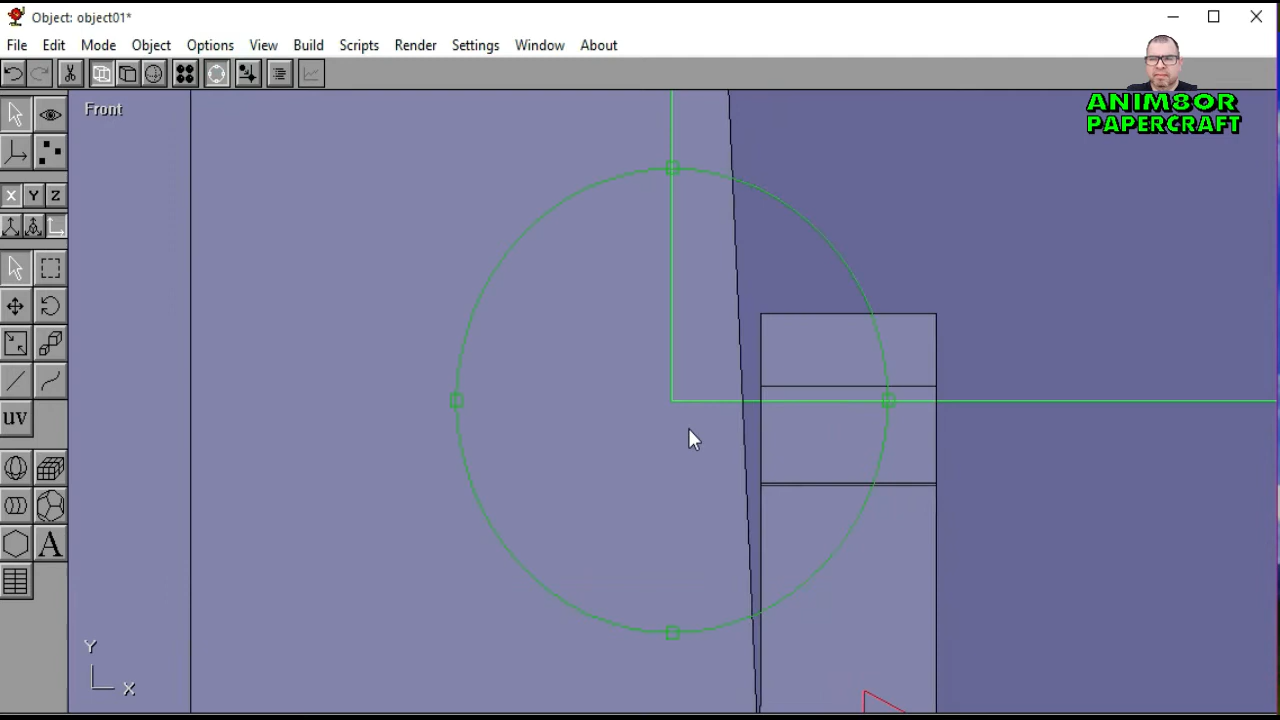 Object: object01*
File Edit Mode Object Options View Build Scripts Render Settings Window About
ANIM8OR
PAPERCRAFT
Front
X Y Z
UV
A
Y
X